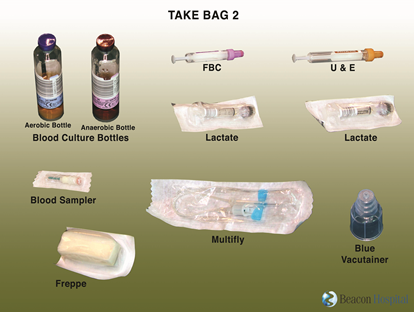 TAKE BAG 2
FBC
U & E
Aerobic Bottle
Anaerobic Bottle
Blood Culture Bottles
Lactate
Lactate
Blood Sampler
Multifly
Blue
Vacutainer
Freppe
Beacon Hospital